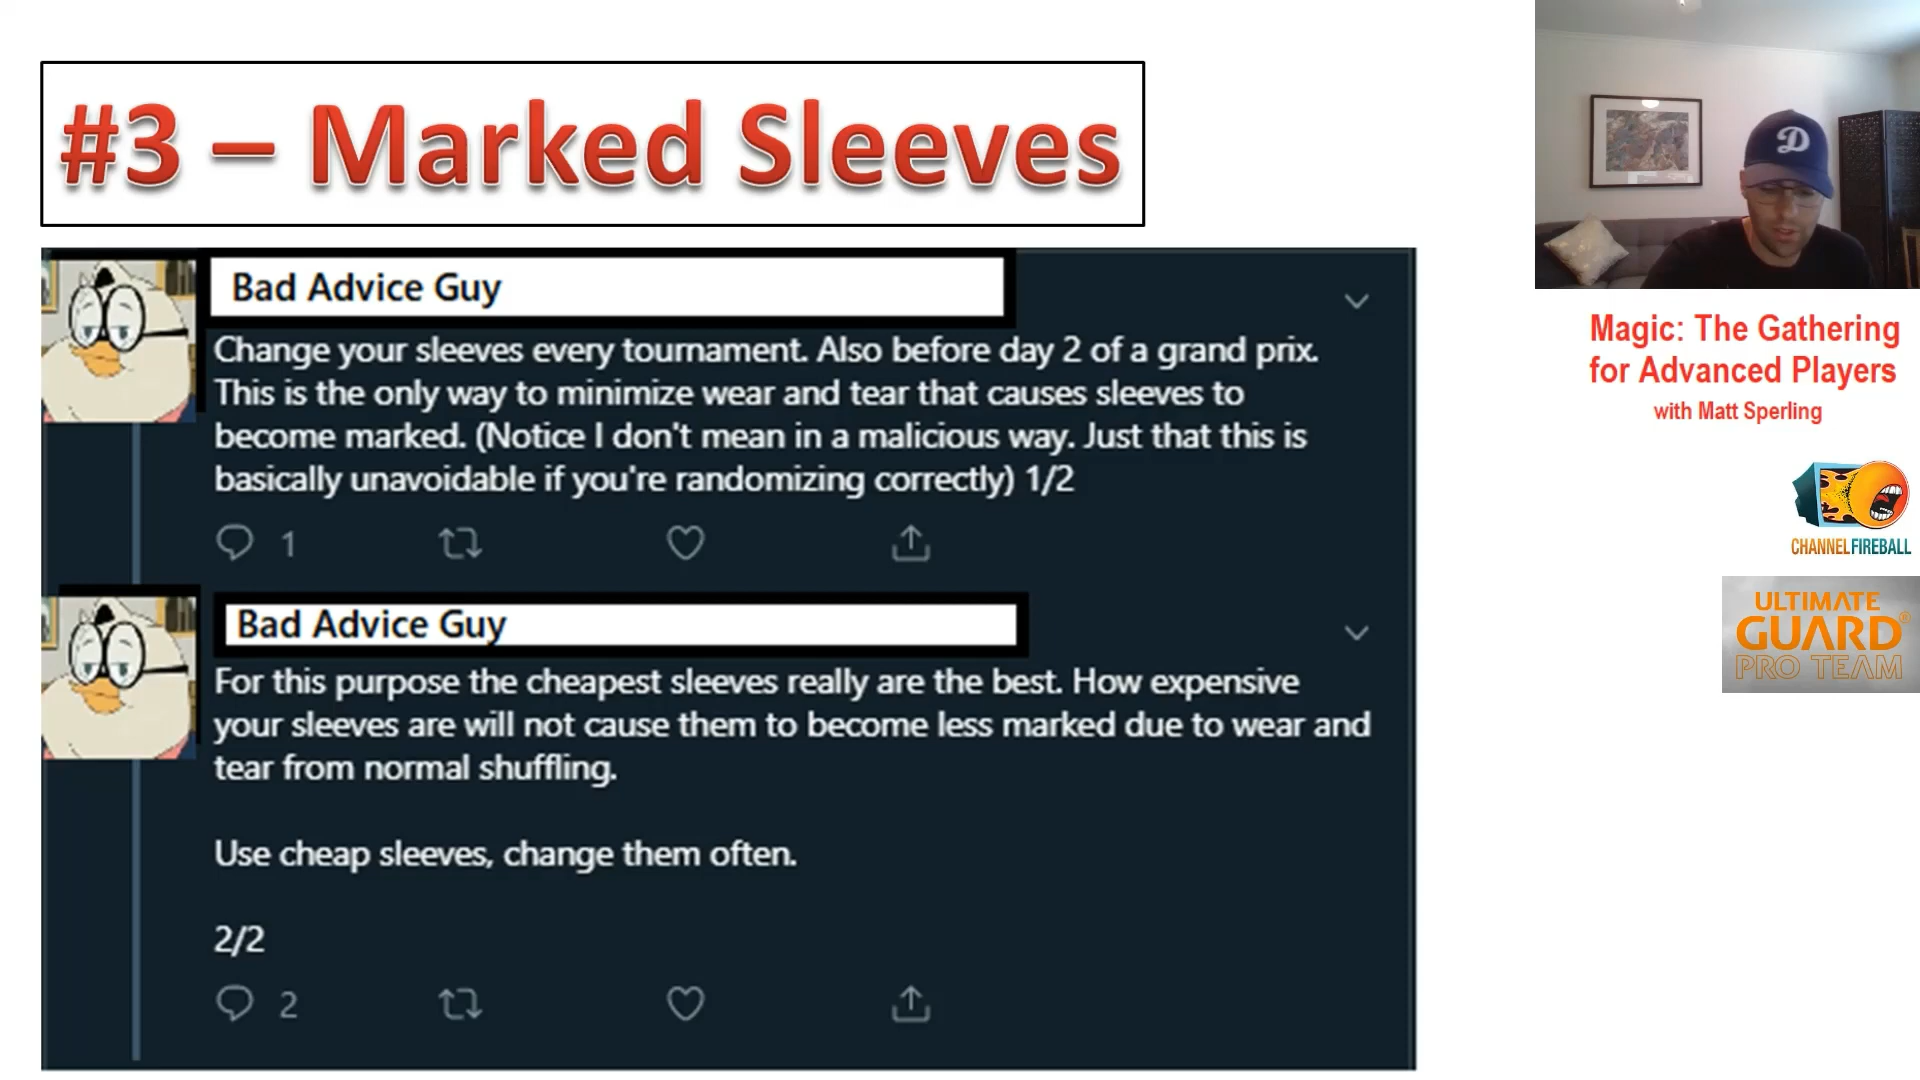 #3 – Marked Sleeves
Bad Advice Guy
Change your sleeves every tournament. Also before day 2 of a grand prix.
This is the only way to minimize wear and tear that causes sleeves to
become marked. (Notice I don't mean in a malicious way. Just that this is
basically unavoidable if you're randomizing correctly) 1/2
1
Bad Advice Guy
For this purpose the cheapest sleeves really are the best. How expensive
your sleeves are will not cause them to become less marked due to wear and
tear from normal shuffling.
Use cheap sleeves, change them often.
2/2
2
D
Magic: The Gathering
for Advanced Players
with Matt Sperling
CHANNELFIREBALL
ULTIMATE
GUARD®
PRO TEAM